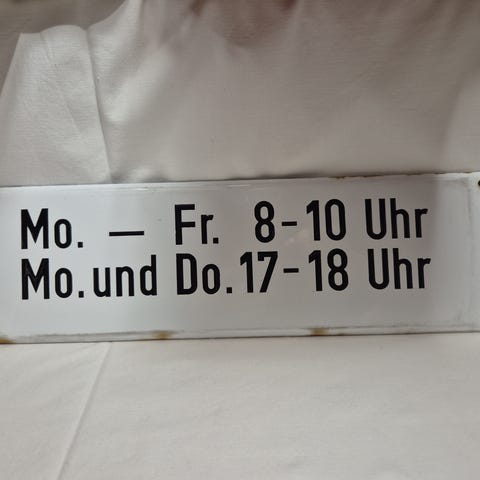 Mo. — Fr. 8-10 Uhr
Mo. und Do. 17-18 Uhr